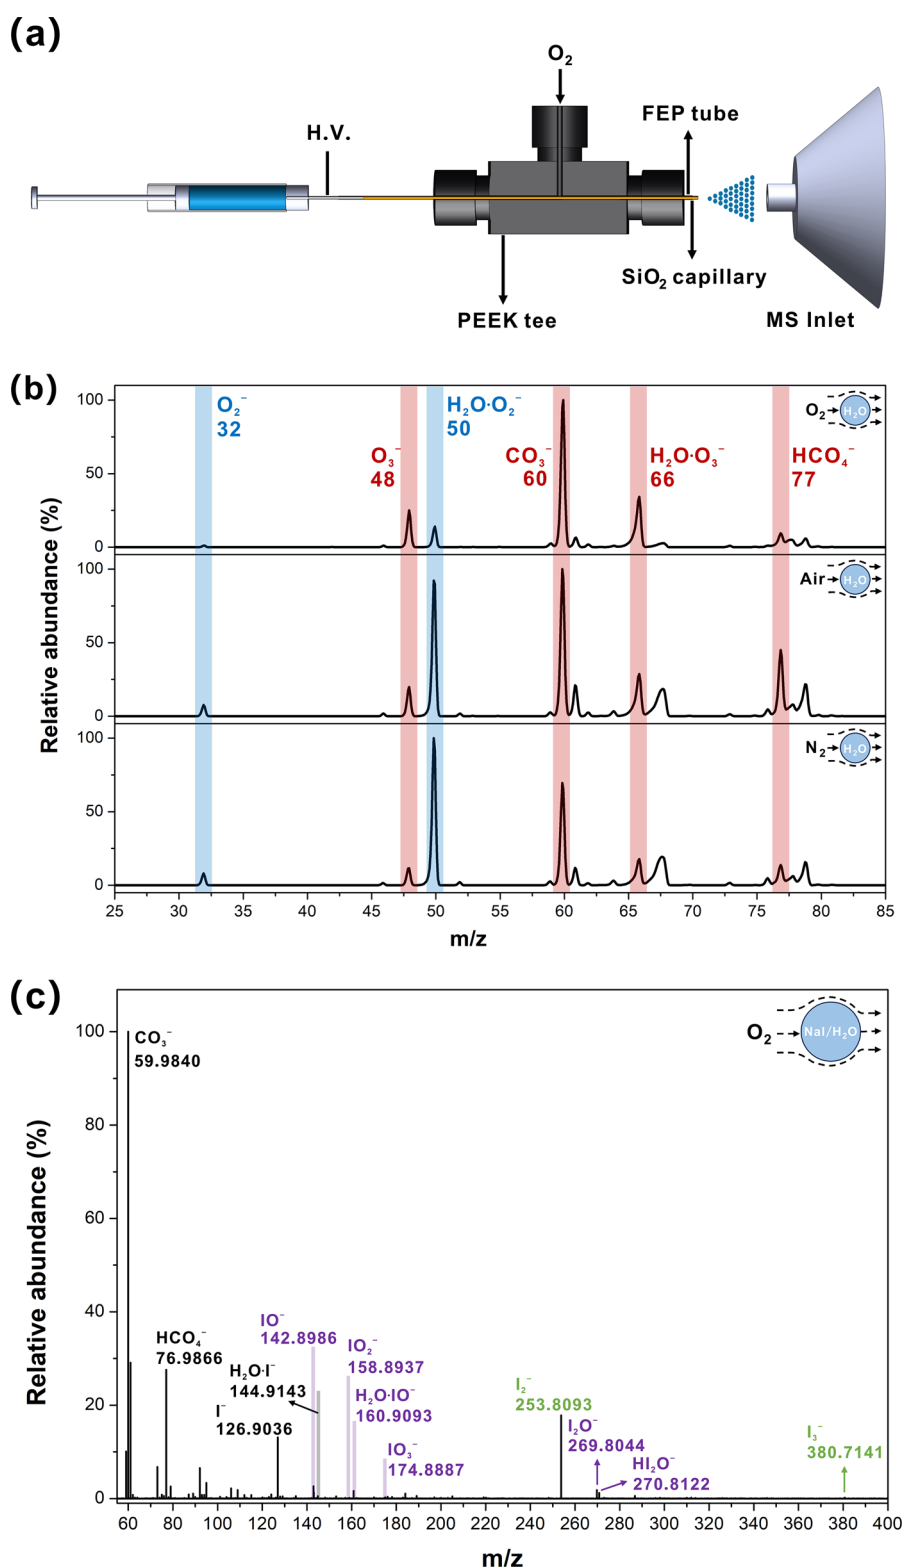 (a)
O₂
H.V.
FEP tube
SiO₂ capillary
PEEK tee
MS Inlet
(b)
Relative abundance (%)
O₂⁻
32
H₂O·O₂⁻
50
O₃⁻
48
CO₃⁻
60
H₂O·O₃⁻
66
HCO₄⁻
77
O₂ H₂O
100
50
0
Air H₂O
100
50
0
N₂ H₂O
100
50
0
25 30 35 40 45 50 55 60 65 70 75 80 85
m/z
(c)
Relative abundance (%)
O₂ NaI/H₂O
100
80
60
40
20
0
CO₃⁻
59.9840
HCO₄⁻
76.9866
I⁻
126.9036
H₂O·I⁻
144.9143
IO⁻
142.8986
IO₂⁻
158.8937
H₂O·IO⁻
160.9093
IO₃⁻
174.8887
I₂⁻
253.8093
I₂O⁻
269.8044
HI₂O⁻
270.8122
I₃⁻
380.7141
60 80 100 120 140 160 180 200 220 240 260 280 300 320 340 360 380 400
m/z